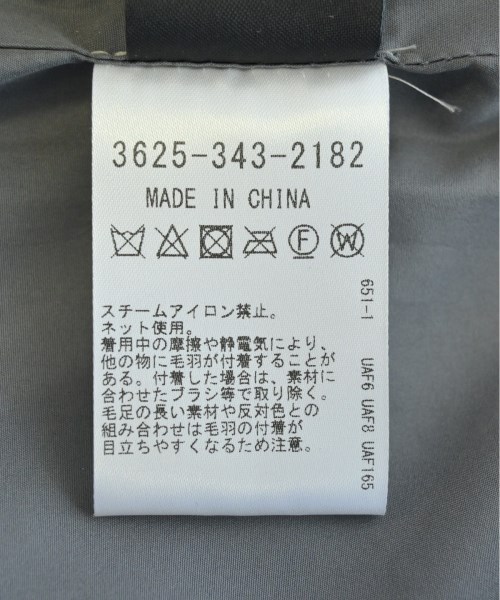 3625-343-2182
MADE IN CHINA
F W
スチームアイロン禁止。
ネット使用。
着用中の摩擦や静電気により、
他の物に毛羽が付着することが
ある。付着した場合は、素材に
合わせたブラシ等で取り除く。
毛足の長い素材や反対色との
組み合わせは毛羽の付着が
目立ちやすくなるため注意。
651-1 UAF6 UAF8 UAF165